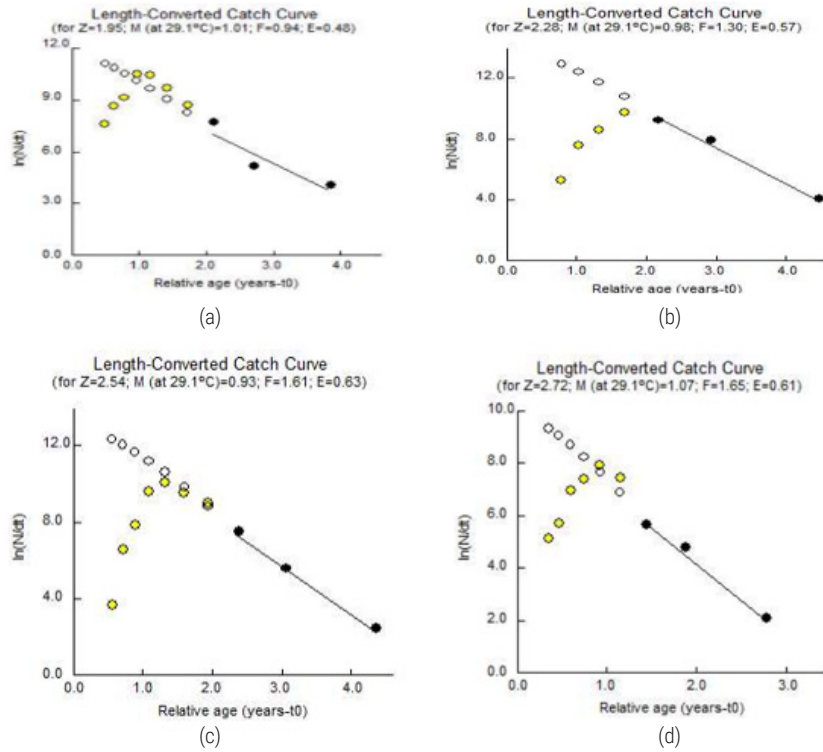 Length-Converted Catch Curve
(for Z=1.95; M (at 29.1ºC)=1.01; F=0.94; E=0.48)
12.0
9.0
6.0
3.0
0.0
ln(N/dt)
0.0 1.0 2.0 3.0 4.0
Relative age (years-t0)
(a)
Length-Converted Catch Curve
(for Z=2.28; M (at 29.1ºC)=0.98; F=1.30; E=0.57)
12.0
8.0
4.0
0.0
ln(N/dt)
0.0 1.0 2.0 3.0 4.0
Relative age (years-t0)
(b)
Length-Converted Catch Curve
(for Z=2.54; M (at 29.1ºC)=0.93; F=1.61; E=0.63)
12.0
8.0
4.0
0.0
ln(N/dt)
0.0 1.0 2.0 3.0 4.0
Relative age (years-t0)
(c)
Length-Converted Catch Curve
(for Z=2.72; M (at 29.1ºC)=1.07; F=1.65; E=0.61)
10.0
8.0
6.0
4.0
2.0
0.0
ln(N/dt)
0.0 1.0 2.0 3.0
Relative age (years-t0)
(d)